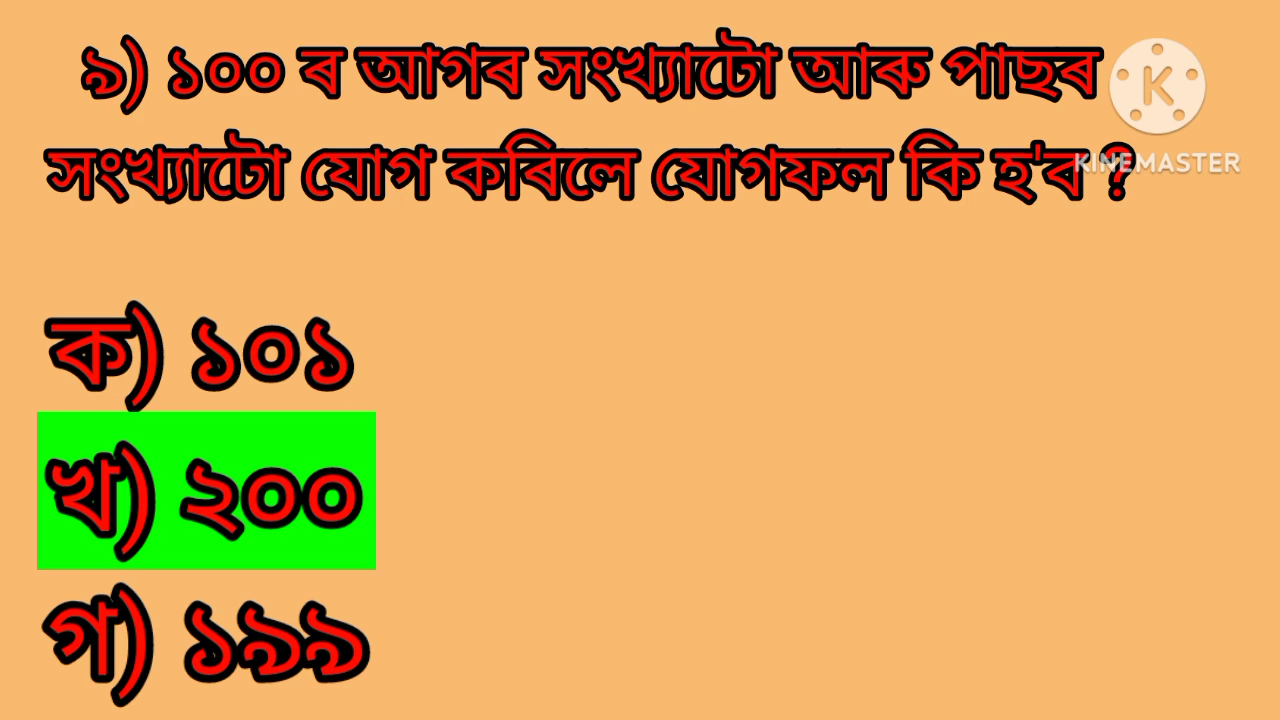 ৯) ১০০ ৰ আগৰ সংখ্যাটো আৰু পাছৰ
সংখ্যাটো যোগ কৰিলে যোগফল কি হ'ব ?
KINEMASTER
ক) ১০১
খ) ২০০
গ) ১৯৯